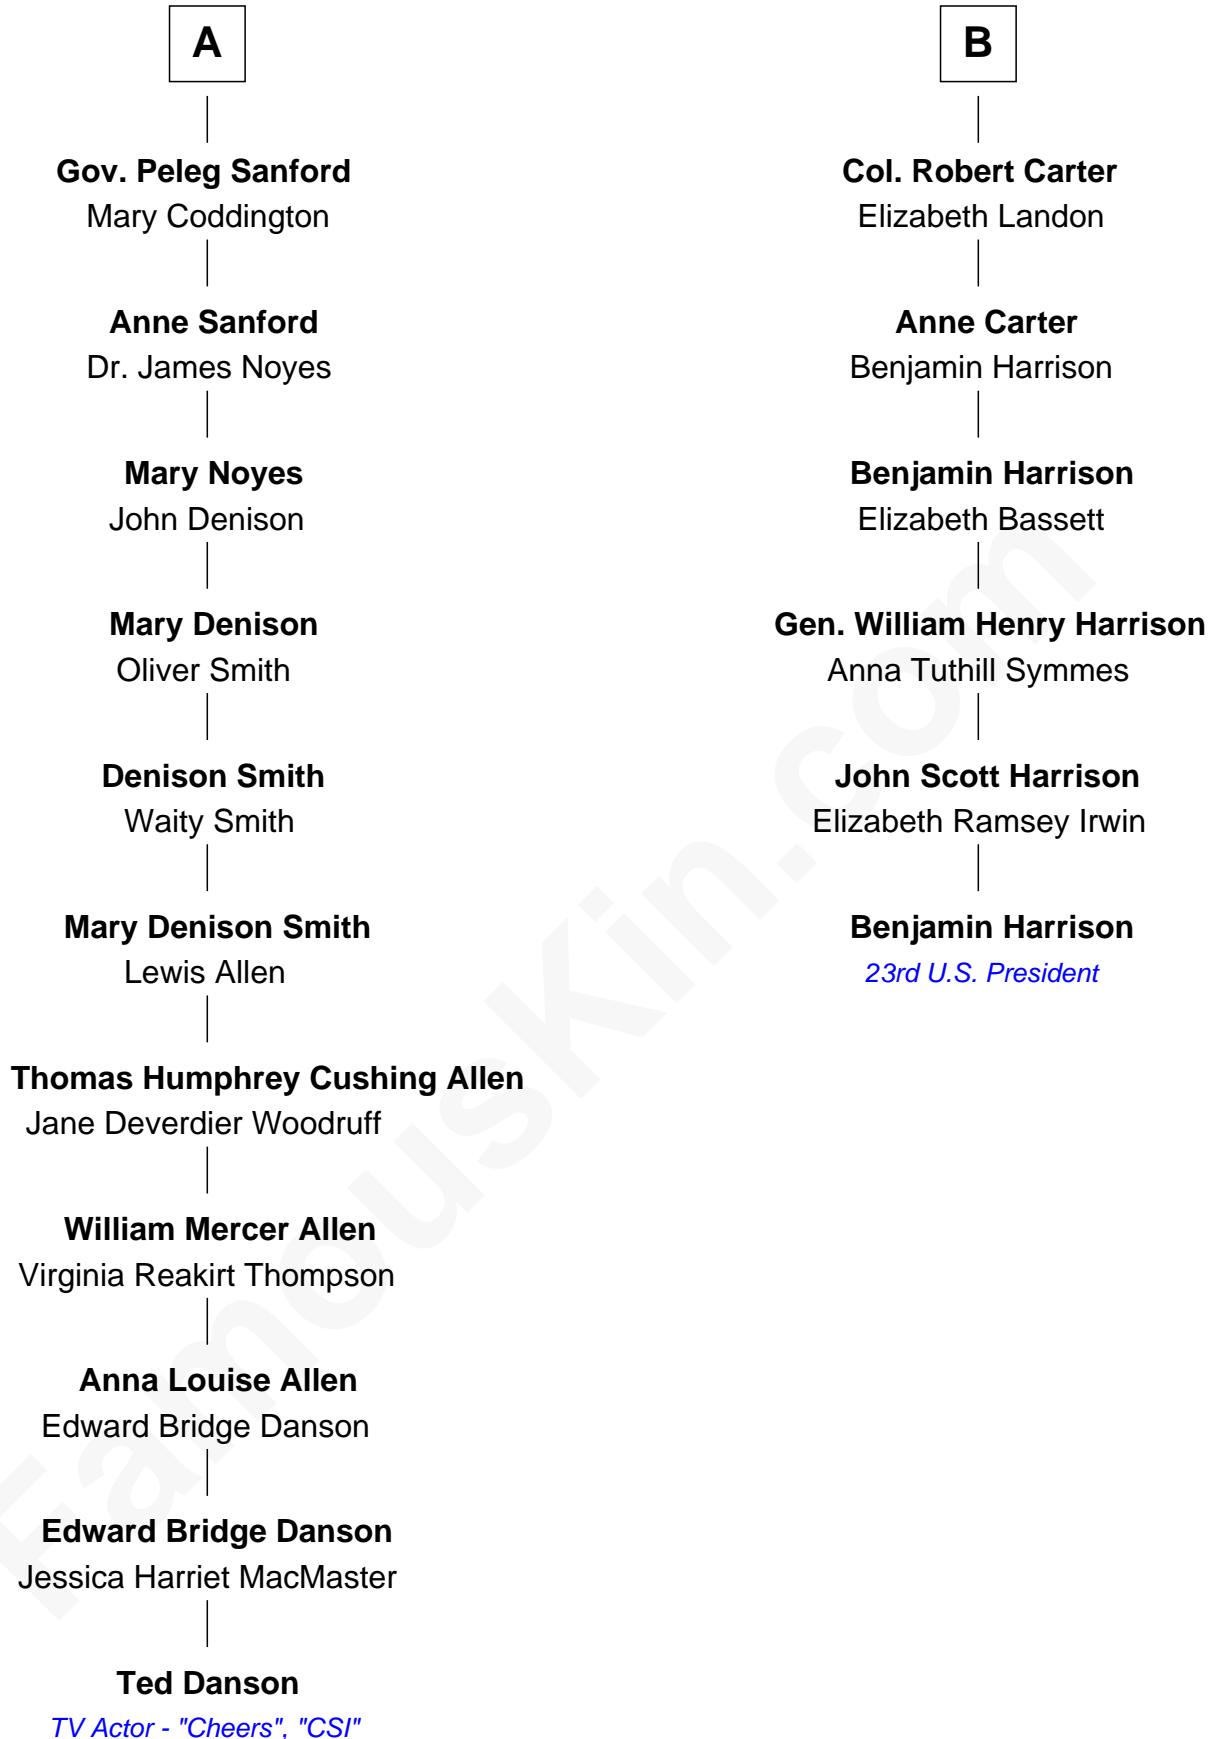 A
Gov. Peleg Sanford
Mary Coddington
Anne Sanford
Dr. James Noyes
Mary Noyes
John Denison
Mary Denison
Oliver Smith
Denison Smith
Waity Smith
Mary Denison Smith
Lewis Allen
Thomas Humphrey Cushing Allen
Jane Deverdier Woodruff
William Mercer Allen
Virginia Reakirt Thompson
Anna Louise Allen
Edward Bridge Danson
Edward Bridge Danson
Jessica Harriet MacMaster
Ted Danson
TV Actor - "Cheers", "CSI"
B
Col. Robert Carter
Elizabeth Landon
Anne Carter
Benjamin Harrison
Benjamin Harrison
Elizabeth Bassett
Gen. William Henry Harrison
Anna Tuthill Symmes
John Scott Harrison
Elizabeth Ramsey Irwin
Benjamin Harrison
23rd U.S. President
FamousKin.com